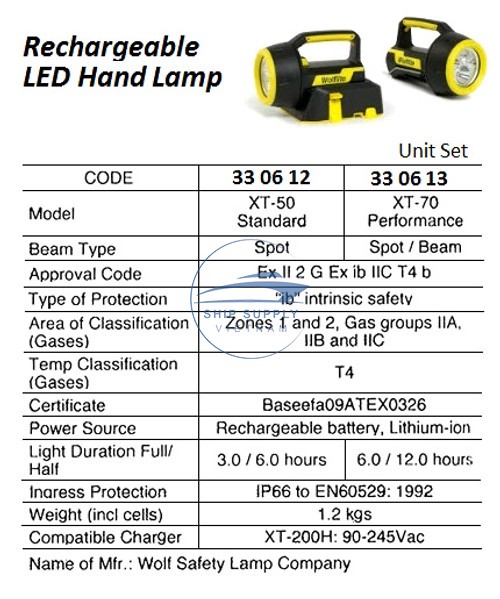 Rechargeable
LED Hand Lamp
Wolflite
Unit Set
CODE 33 06 12 33 06 13
Model XT-50 Standard XT-70 Performance
Beam Type Spot Spot / Beam
Approval Code Ex II 2 G Ex ib IIC T4 b
Type of Protection "ib" intrinsic safety
SHIP SUPPLY
VIETNAM
Area of Classification (Gases) Zones 1 and 2, Gas groups IIA, IIB and IIC
Temp Classification (Gases) T4
Certificate Baseefa09ATEX0326
Power Source Rechargeable battery, Lithium-ion
Light Duration Full/ Half 3.0 / 6.0 hours 6.0 / 12.0 hours
Ingress Protection IP66 to EN60529: 1992
Weight (incl cells) 1.2 kgs
Compatible Charger XT-200H: 90-245Vac
Name of Mfr.: Wolf Safety Lamp Company